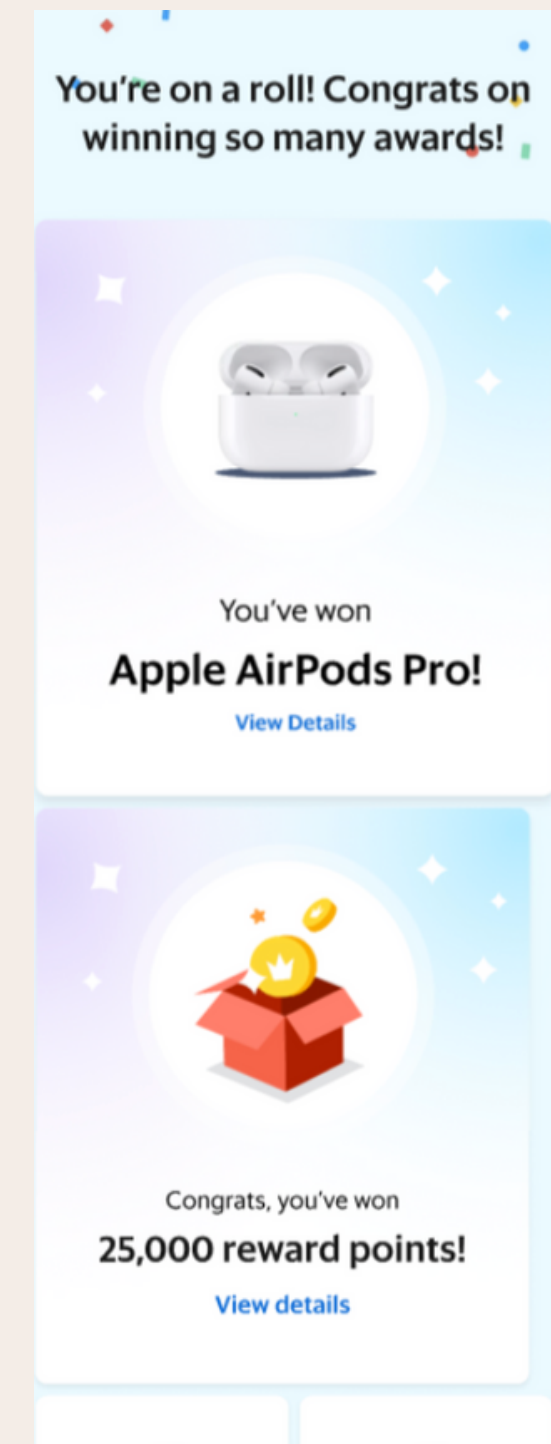 You're on a roll! Congrats on
winning so many awards!
You've won
Apple AirPods Pro!
View Details
Congrats, you've won
25,000 reward points!
View details